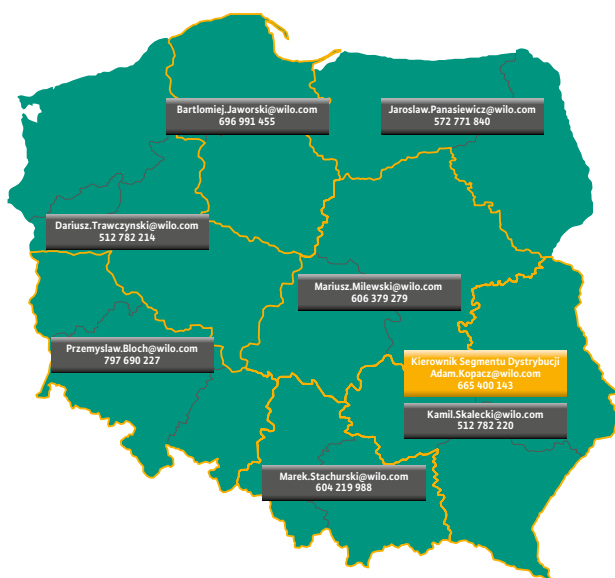 Bartlomiej.Jaworski@wilo.com
696 991 455
Jaroslaw.Panasiewicz@wilo.com
572 771 840
Dariusz.Trawczynski@wilo.com
512 782 214
Mariusz.Milewski@wilo.com
606 379 279
Przemyslaw.Bloch@wilo.com
797 690 227
Kierownik Segmentu Dystrybucji
Adam.Kopacz@wilo.com
665 400 143
Kamil.Skalecki@wilo.com
512 782 220
Marek.Stachurski@wilo.com
604 219 988